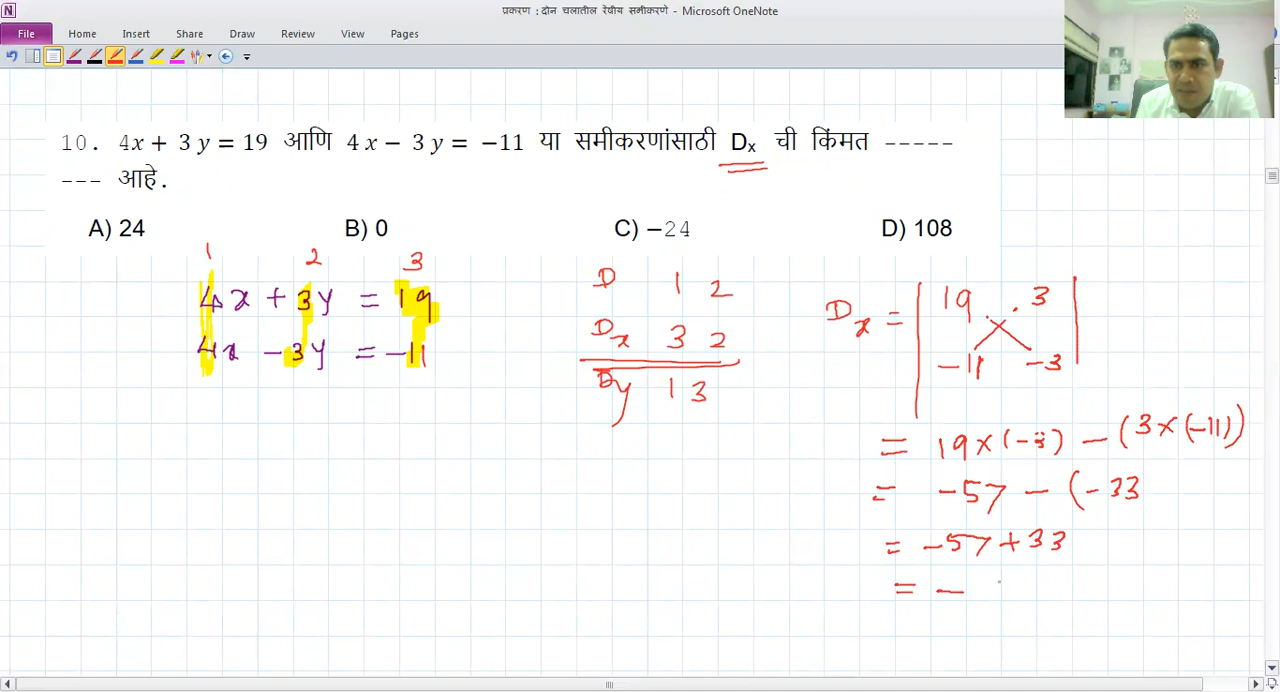 प्रकरण : दोन चलातील रेषीय समीकरणे - Microsoft OneNote
File Home Insert Share Draw Review Pages View
10. 4x + 3 y = 19 आणि 4 x − 3 y = −11 या समीकरणांसाठी Dₓ ची किंमत -----
--- आहे.
A) 24 B) 0 C) −24 D) 108
1 2 3
4x + 3y = 19
4x - 3y = -11
D 1 2
Dx 3 2
Dy 1 3
Dx = | 19 3 |
-11 -3
= 19 x (-3) - (3 x (-11))
= -57 - (-33
= -57 + 33
= -